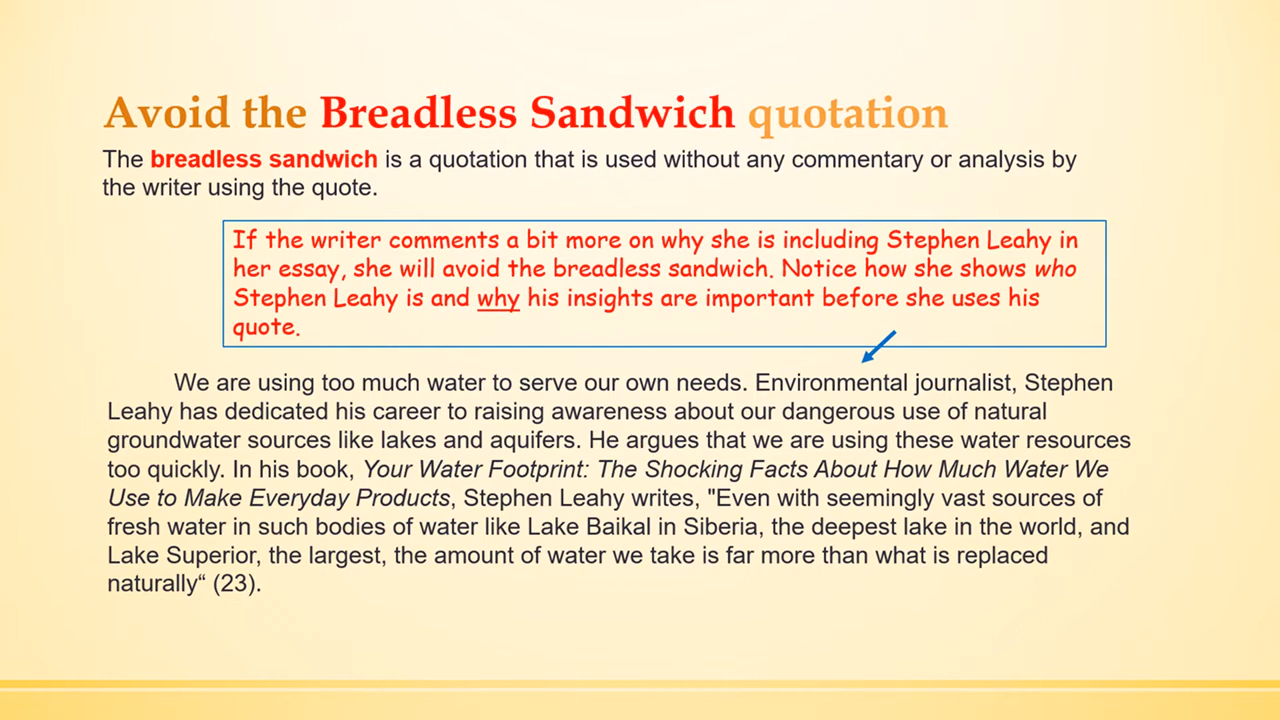 Avoid the Breadless Sandwich quotation
The breadless sandwich is a quotation that is used without any commentary or analysis by
the writer using the quote.
If the writer comments a bit more on why she is including Stephen Leahy in
her essay, she will avoid the breadless sandwich. Notice how she shows who
Stephen Leahy is and why his insights are important before she uses his
quote.
We are using too much water to serve our own needs. Environmental journalist, Stephen
Leahy has dedicated his career to raising awareness about our dangerous use of natural
groundwater sources like lakes and aquifers. He argues that we are using these water resources
too quickly. In his book, Your Water Footprint: The Shocking Facts About How Much Water We
Use to Make Everyday Products, Stephen Leahy writes, "Even with seemingly vast sources of
fresh water in such bodies of water like Lake Baikal in Siberia, the deepest lake in the world, and
Lake Superior, the largest, the amount of water we take is far more than what is replaced
naturally“ (23).